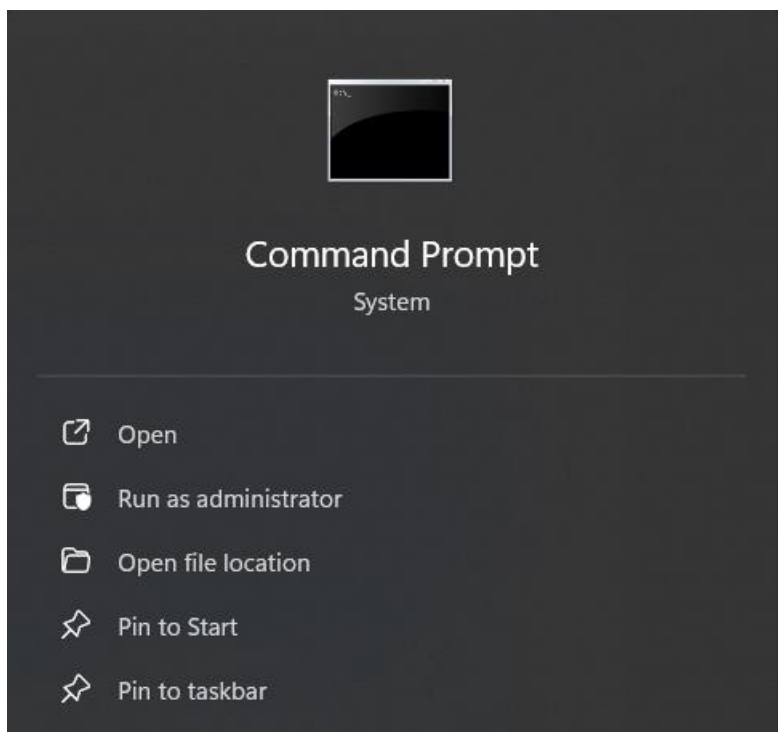 Command Prompt
System
Open
Run as administrator
Open file location
Pin to Start
Pin to taskbar